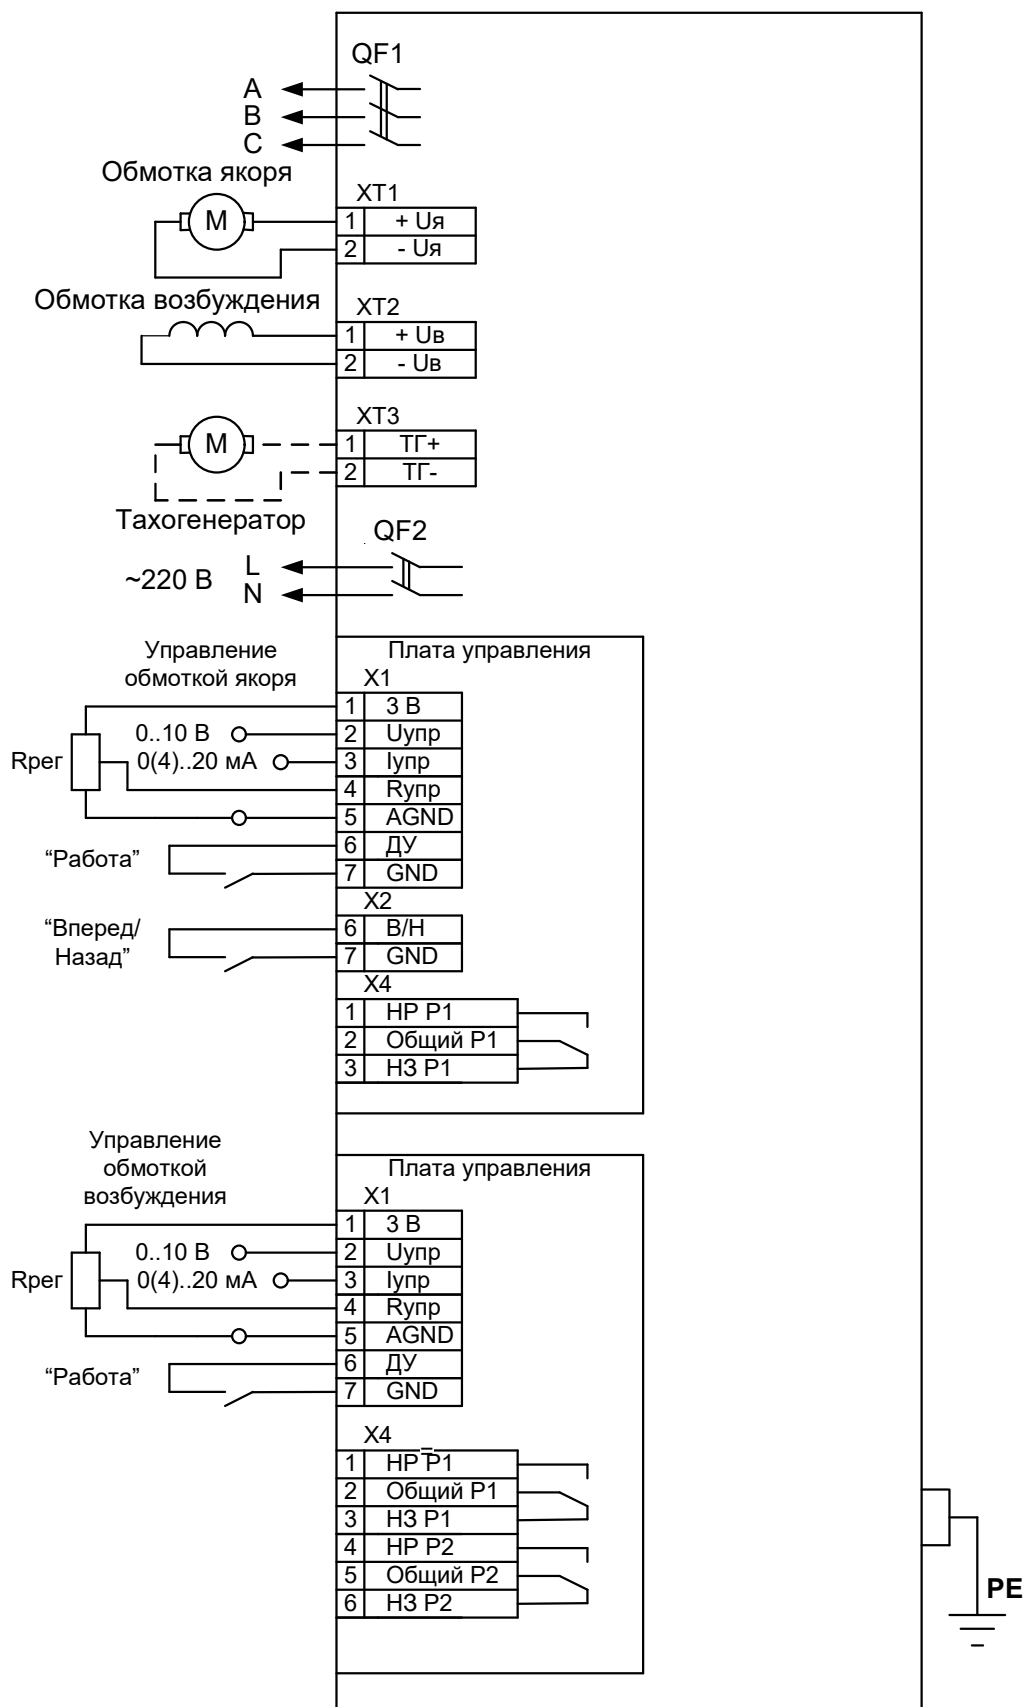 QF1
A
B
C
Обмотка якоря
XT1
M
1 + Uя
2 - Uя
Обмотка возбуждения
XT2
1 + Uв
2 - Uв
XT3
M
1 ТГ+
2 ТГ-
Тахогенератор
QF2
~220 В
L
N
Управление
обмоткой якоря
Плата управления
X1
1 3 В
0..10 В 2 Uупр
Rрег 0(4)..20 мА 3 Iупр
4 Rупр
5 AGND
“Работа” 6 ДУ
7 GND
X2
“Вперед/ 6 В/Н
Назад” 7 GND
X4
1 НР Р1
2 Общий Р1
3 НЗ Р1
Управление
обмоткой
возбуждения
Плата управления
X1
1 3 В
0..10 В 2 Uупр
Rрег 0(4)..20 мА 3 Iупр
4 Rупр
5 AGND
“Работа” 6 ДУ
7 GND
X4
1 НР Р1
2 Общий Р1
3 НЗ Р1
4 НР Р2
5 Общий Р2
6 НЗ Р2
PE